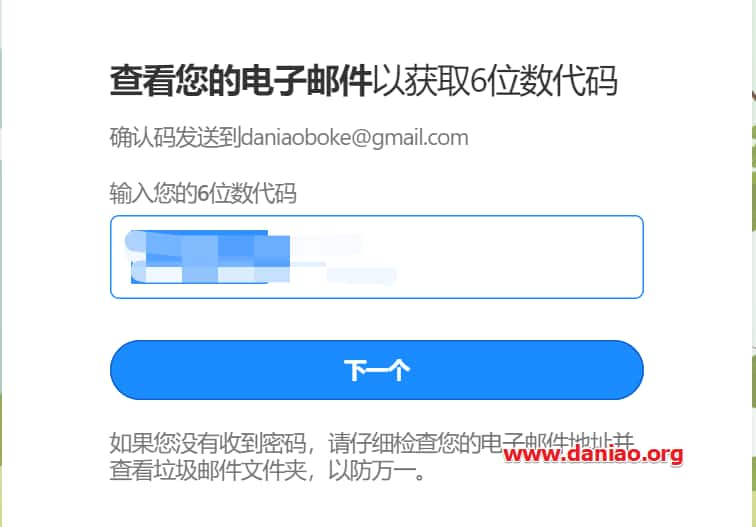 查看您的电子邮件以获取6位数代码
确认码发送到daniaoboke@gmail.com
输入您的6位数代码
下一个
如果您没有收到密码，请仔细检查您的电子邮件地址并
查看垃圾邮件文件夹，以防万一。
www.daniao.org